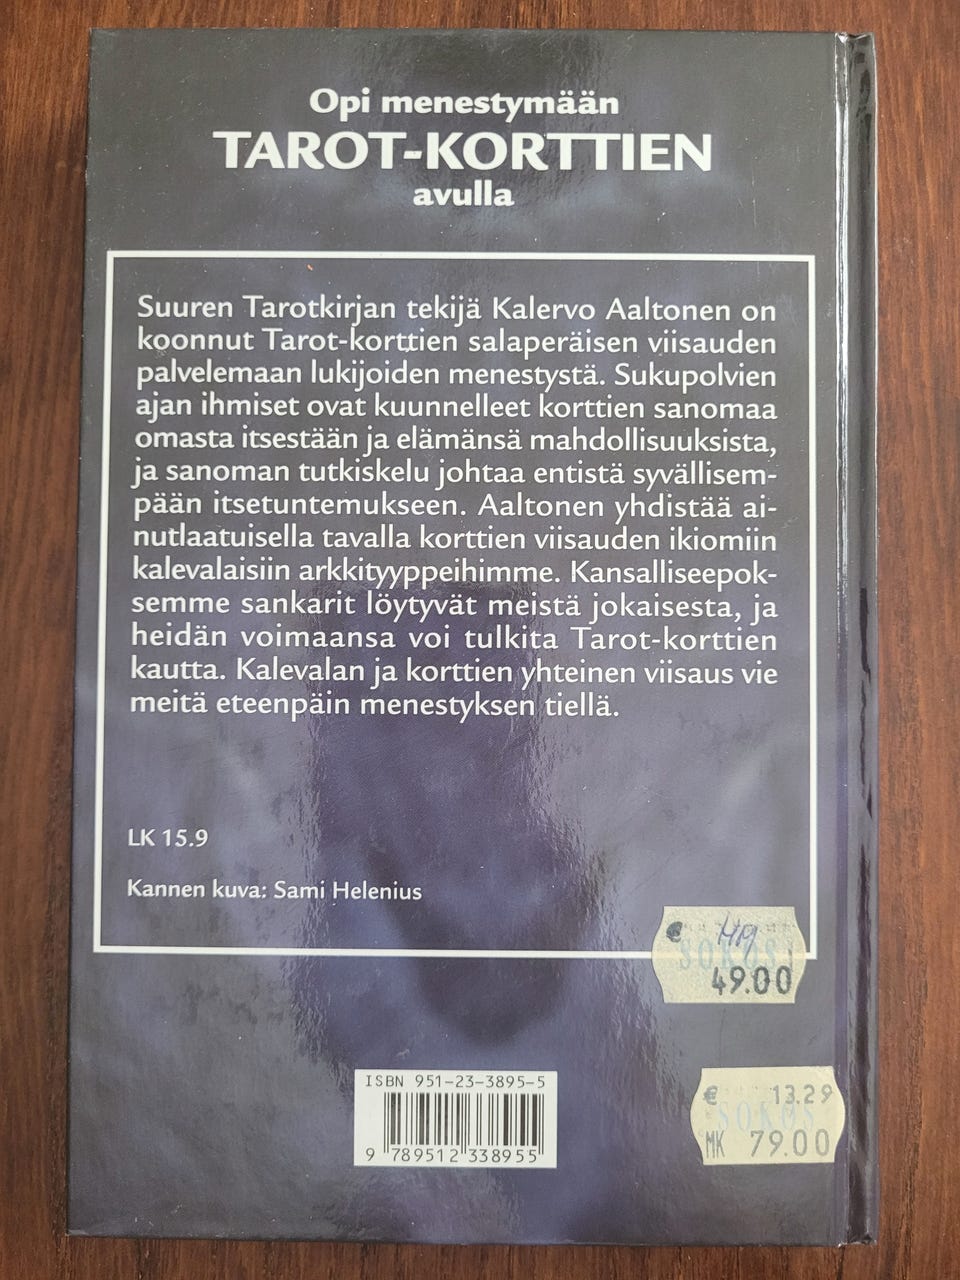 Opi menestymään
TAROT-KORTTIEN
avulla
Suuren Tarotkirjan tekijä Kalervo Aaltonen on
koonnut Tarot-korttien salaperäisen viisauden
palvelemaan lukijoiden menestystä. Sukupolvien
ajan ihmiset ovat kuunnelleet korttien sanomaa
omasta itsestään ja elämänsä mahdollisuuksista,
ja sanoman tutkiskelu johtaa entistä syvällisem-
pään itsetuntemukseen. Aaltonen yhdistää ai-
nutlaatuisella tavalla korttien viisauden ikiomiin
kalevalaisiin arkkityyppeihimme. Kansalliseepok-
semme sankarit löytyvät meistä jokaisesta, ja
heidän voimaansa voi tulkita Tarot-korttien
kautta. Kalevalan ja korttien yhteinen viisaus vie
meitä eteenpäin menestyksen tiellä.
LK 15.9
Kannen kuva: Sami Helenius
€
SOKOS
49.00
ISBN 951-23-3895-5
9 789512 338955
€ 13.29
SOKOS
MK 79.00